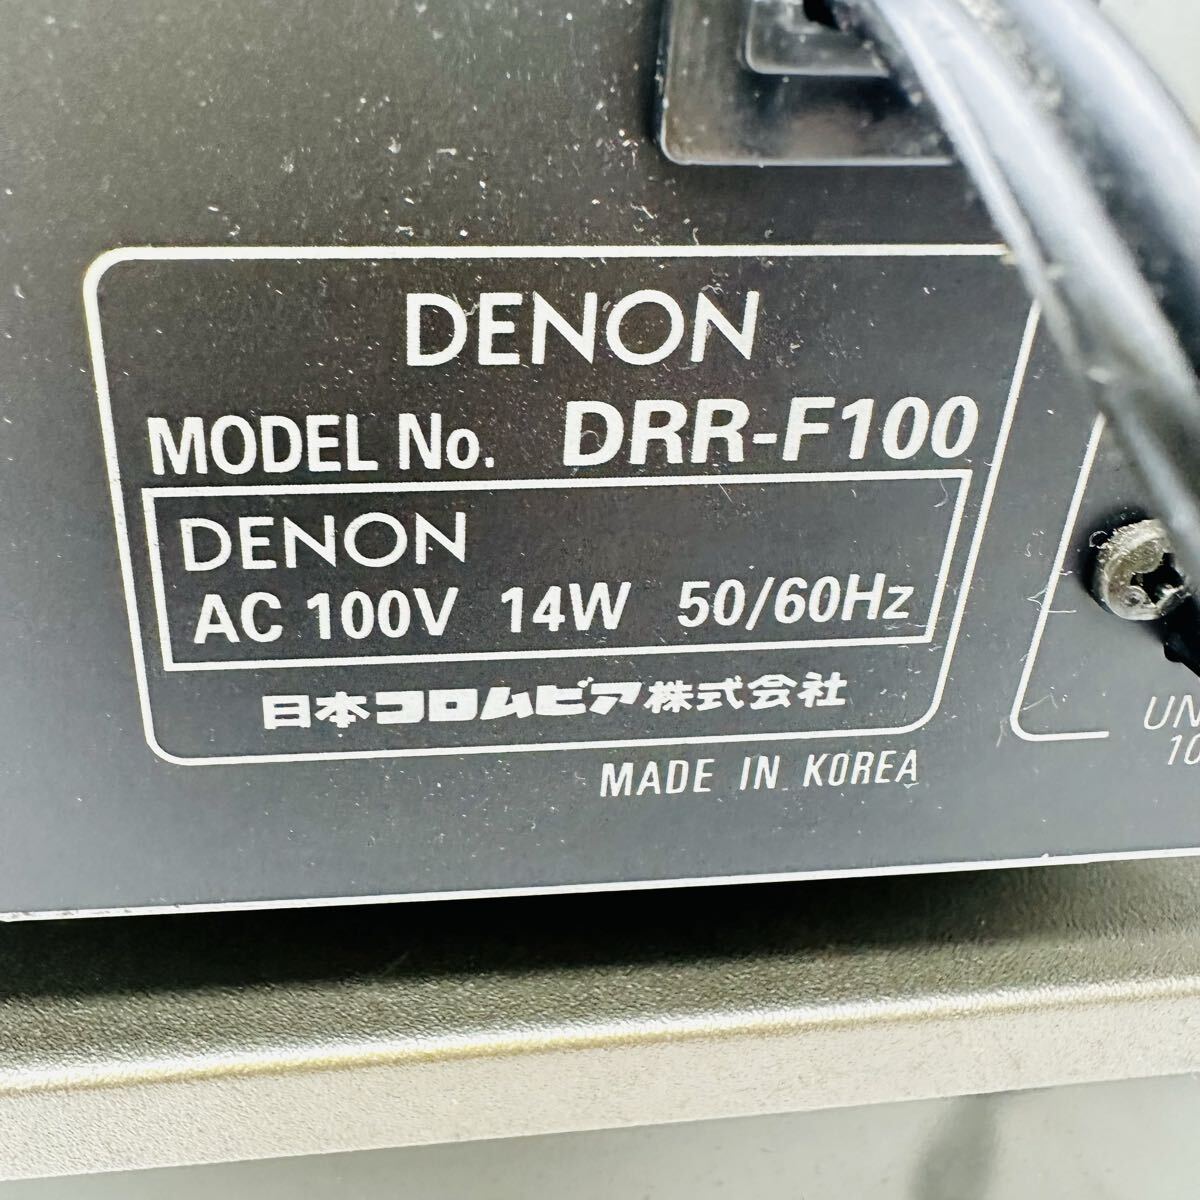 DENON
MODEL No. DRR-F100
DENON
AC 100V 14W 50/60Hz
日本コロムビア株式会社
MADE IN KOREA